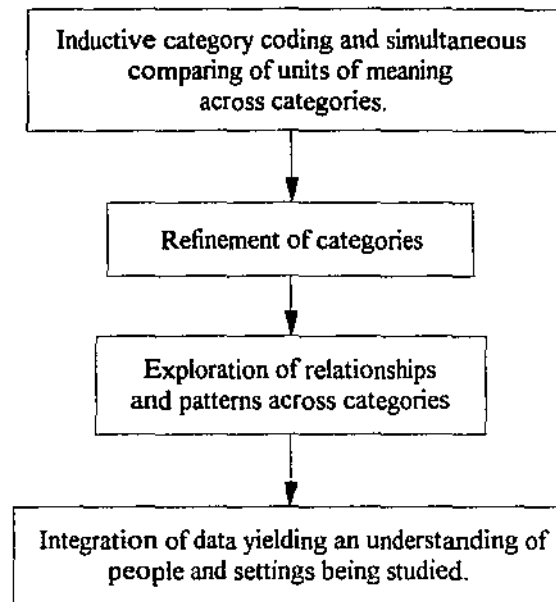 Inductive category coding and simultaneous
comparing of units of meaning
across categories.
Refinement of categories
Exploration of relationships
and patterns across categories
Integration of data yielding an understanding of
people and settings being studied.